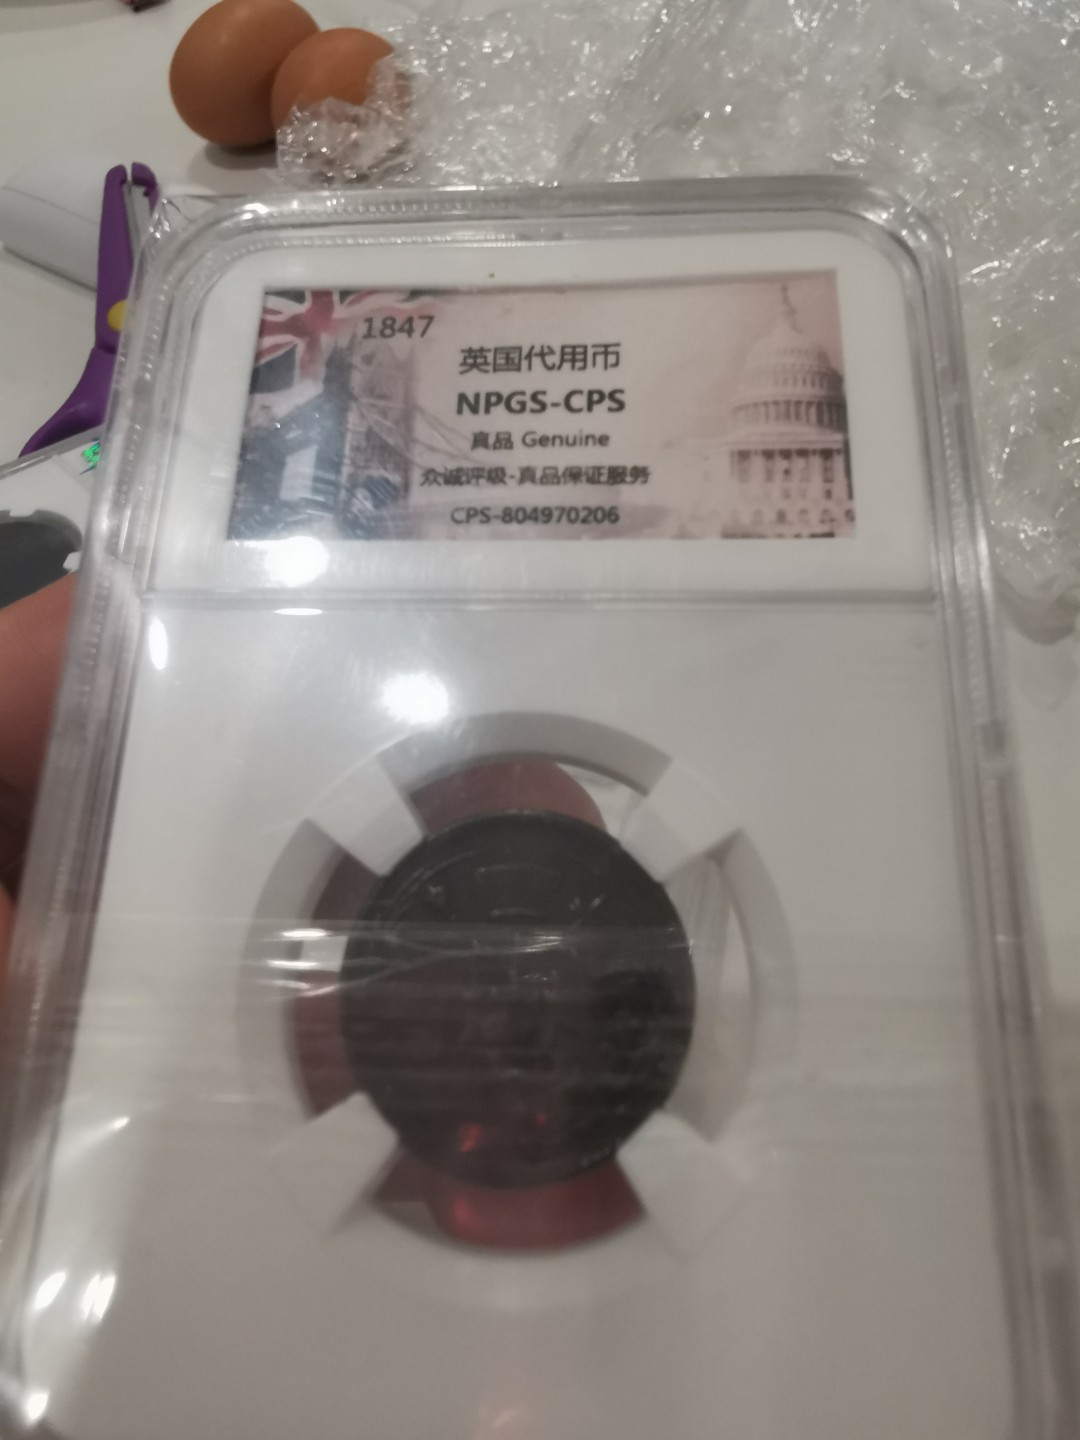 1847
英国代用币
NPGS-CPS
真品 Genuine
众诚评级-真品保证服务
CPS-804970206